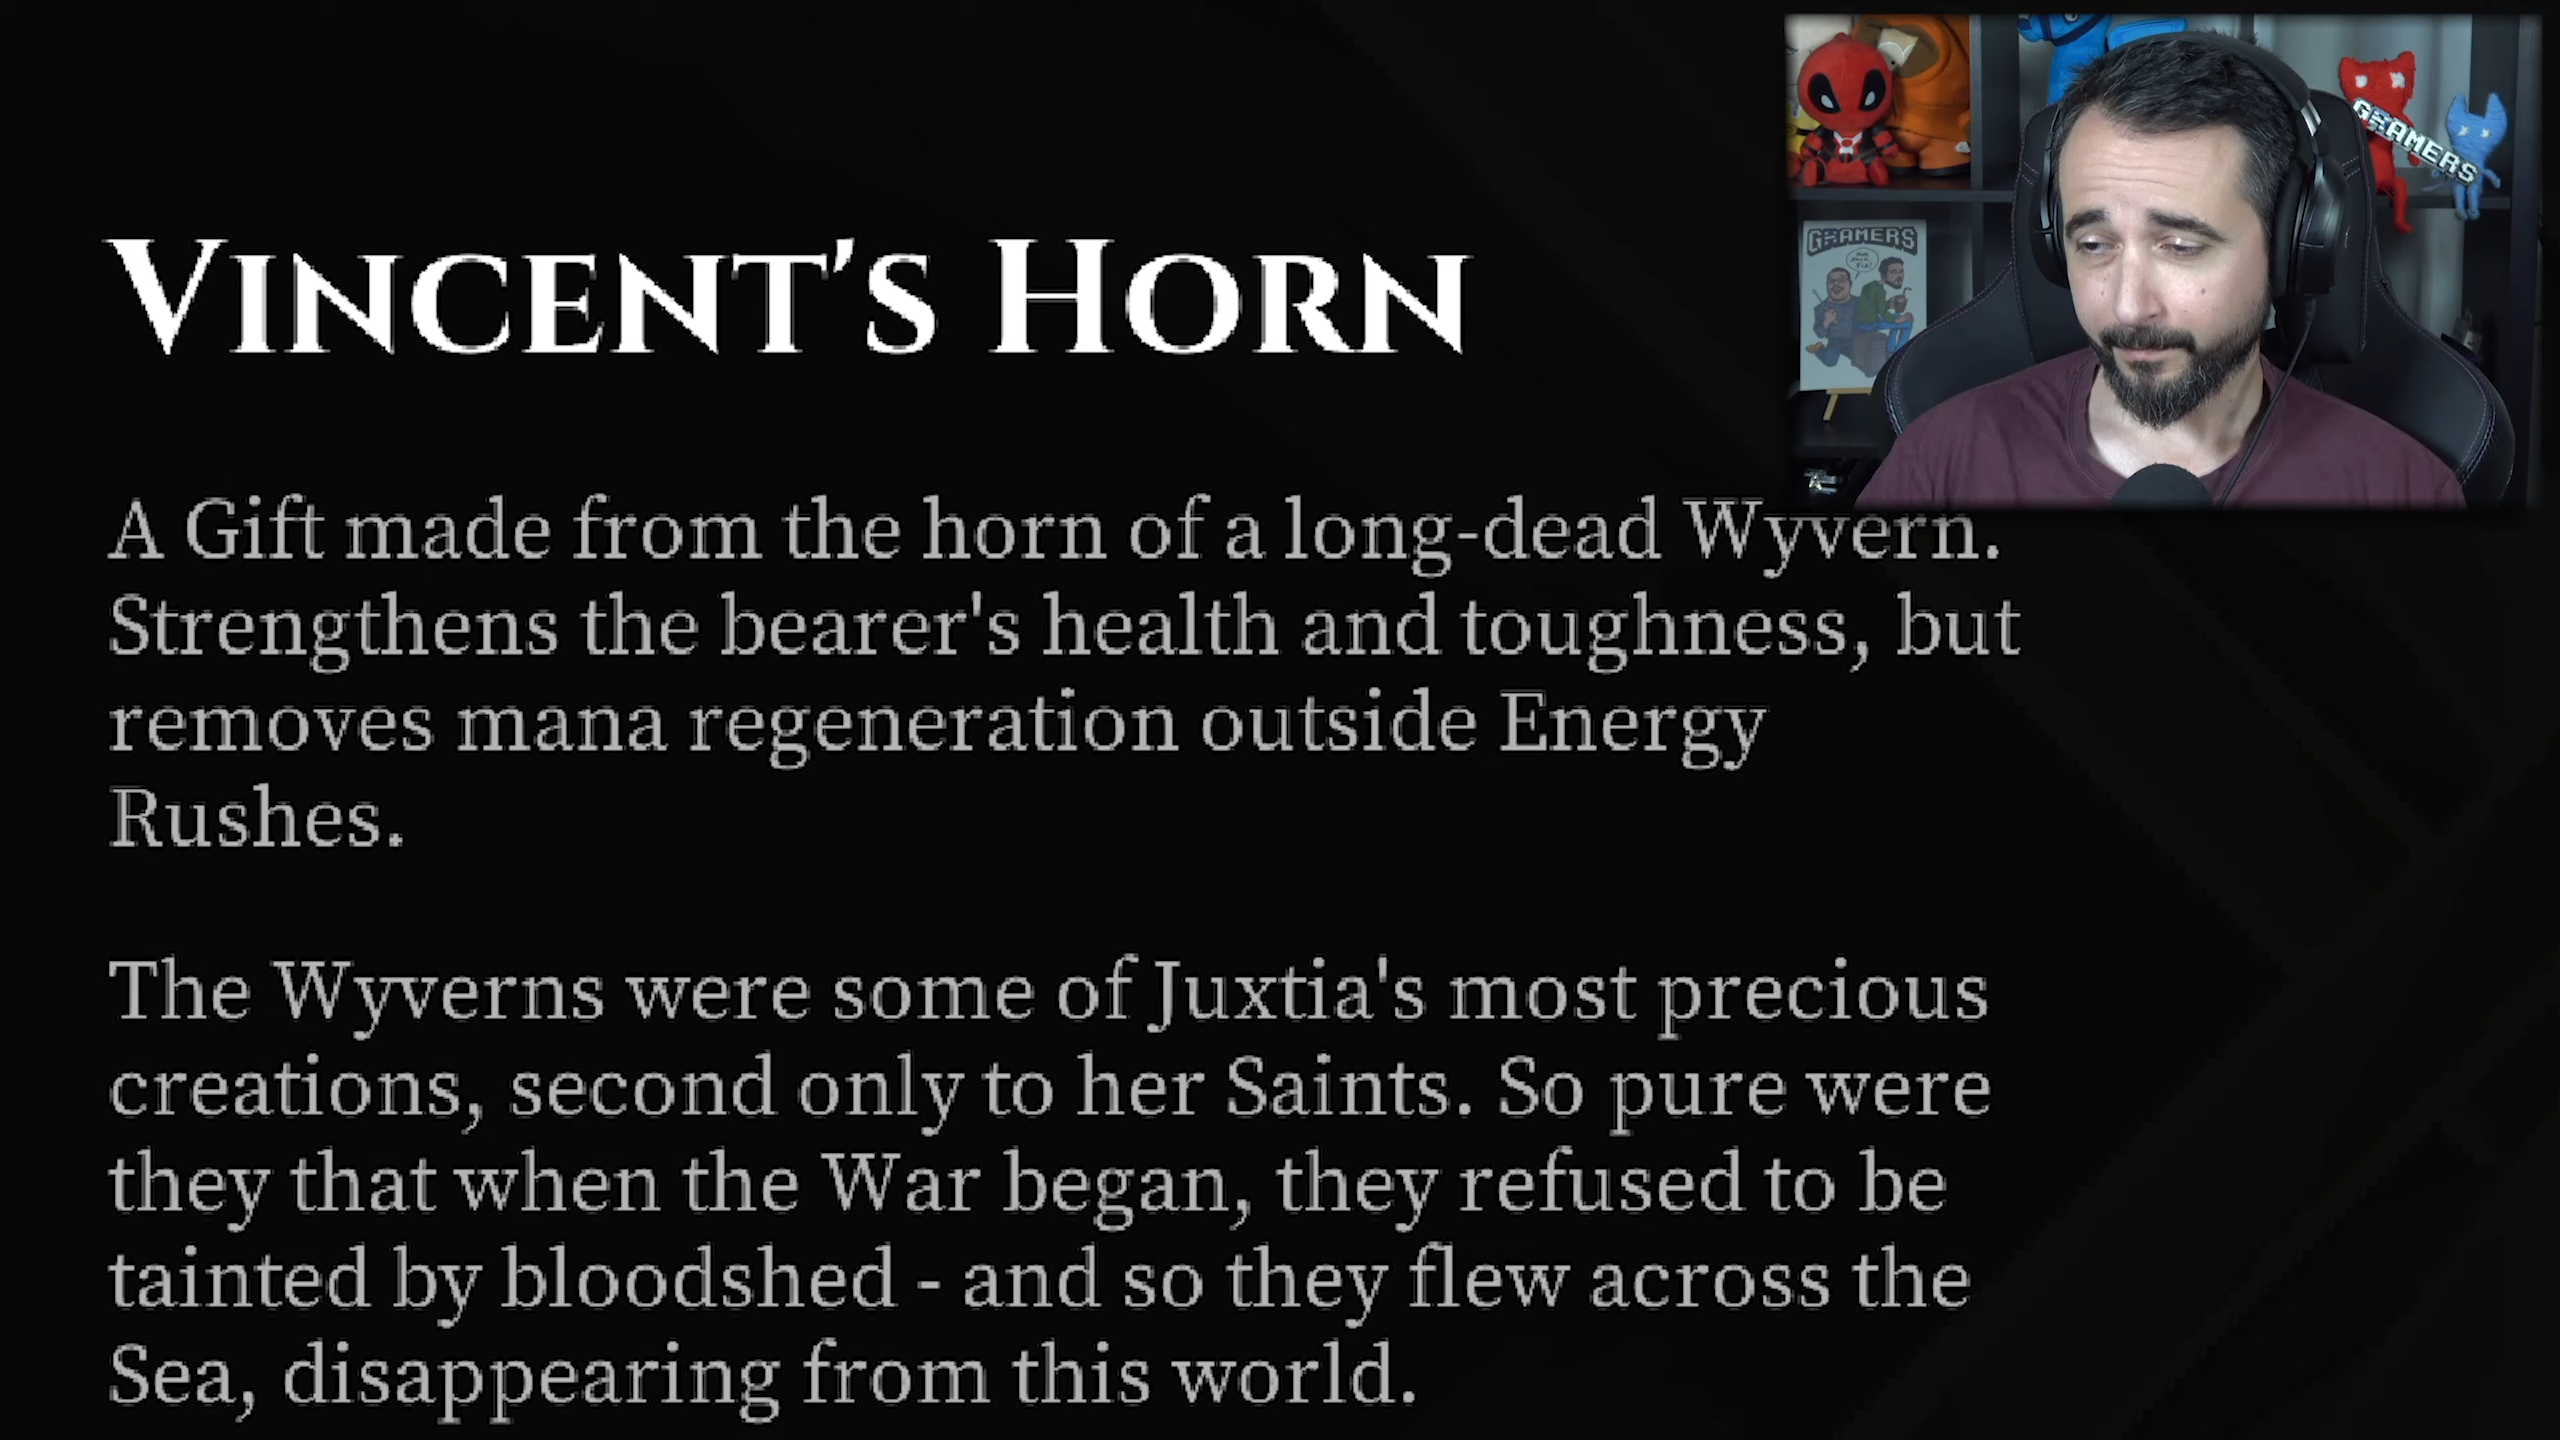 VINCENT'S HORN
A Gift made from the horn of a long-dead Wyvern.
Strengthens the bearer's health and toughness, but
removes mana regeneration outside Energy
Rushes.
The Wyverns were some of Juxtia's most precious
creations, second only to her Saints. So pure were
they that when the War began, they refused to be
tainted by bloodshed - and so they flew across the
Sea, disappearing from this world.
GAMERS
GAMERS